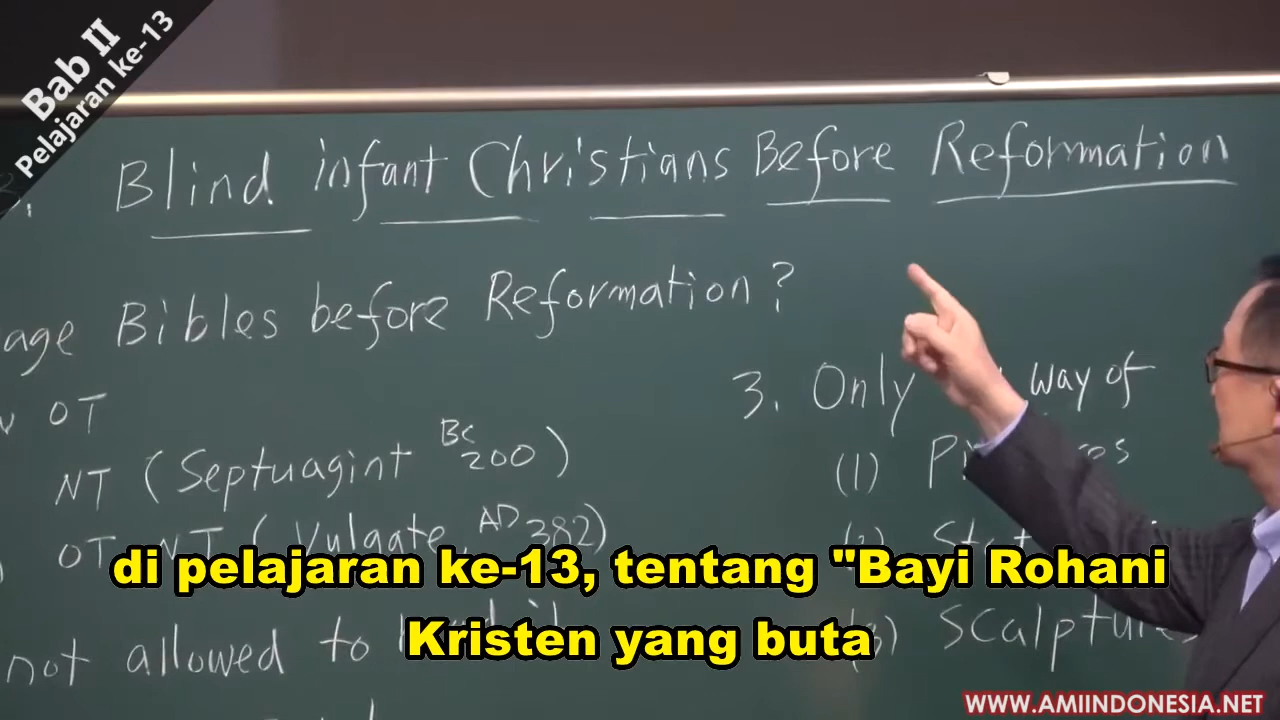 Bab II
Pelajaran ke-13
Blind infant Christians Before Reformation
age Bibles before Reformation?
OT
NT (Septuagint BC 200)
OT NT (Vulgate, AD 382)
not allowed to
3. Only way of
(1)
SCalptures
di pelajaran ke-13, tentang "Bayi Rohani
Kristen yang buta
WWW.AMIINDONESIA.NET